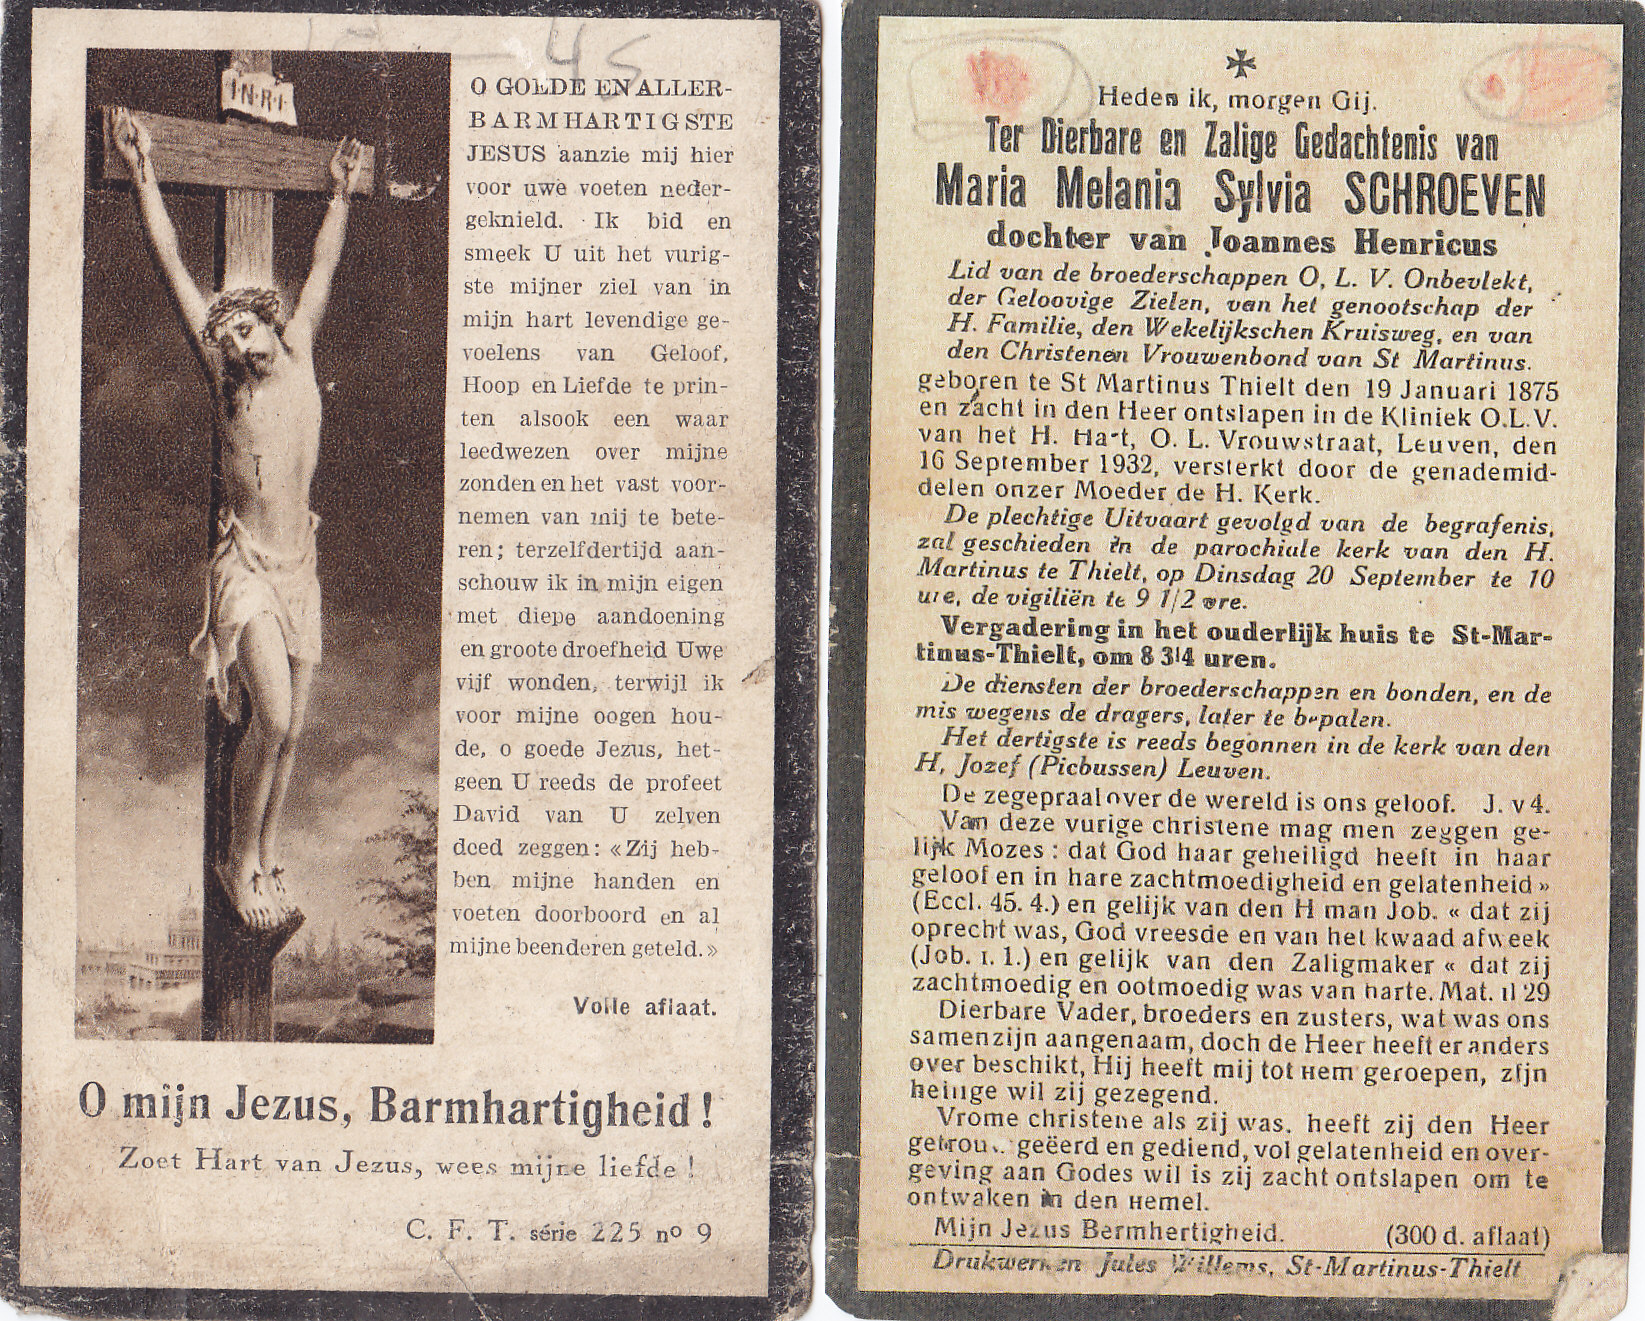 45
I·N·R·I
O GOEDE EN ALLER-
BARMHARTIGSTE
JESUS aanzie mij hier
voor uwe voeten neder-
geknield. Ik bid en
smeek U uit het vurig-
ste mijner ziel van in
mijn hart levendige ge-
voelens van Geloof,
Hoop en Liefde te prin-
ten alsook een waar
leedwezen over mijne
zonden en het vast voor-
nemen van mij te bete-
ren; terzelfdertijd aan-
schouw ik in mijn eigen
met diepe aandoening
en groote droefheid Uwe
vijf wonden, terwijl ik
voor mijne oogen hou-
de, o goede Jezus, het-
geen U reeds de profeet
David van U zelven
deed zeggen: «Zij heb-
ben mijne handen en
voeten doorboord en al
mijne beenderen geteld.»
Volle aflaat.
O mijn Jezus, Barmhartigheid!
Zoet Hart van Jezus, wees mijne liefde!
C. F. T. série 225 nº 9
Heden ik, morgen Gij.
Ter Dierbare en Zalige Gedachtenis van
Maria Melania Sylvia SCHROEVEN
dochter van Joannes Henricus
Lid van de broederschappen O, L. V. Onbevlekt,
der Geloovige Zielen, van het genootschap der
H. Familie, den Wekelijkschen Kruisweg, en van
den Christenen Vrouwenbond van St Martinus.
geboren te St Martinus Thielt den 19 Januari 1875
en zacht in den Heer ontslapen in de Kliniek O.L.V.
van het H. Hart, O. L. Vrouwstraat, Leuven, den
16 September 1932, versterkt door de genademid-
delen onzer Moeder de H. Kerk.
De plechtige Uitvaart gevolgd van de begrafenis,
zal geschieden in de parochiale kerk van den H.
Martinus te Thielt, op Dinsdag 20 September te 10
ure, de vigiliën te 9 1/2 ure.
Vergadering in het ouderlijk huis te St-Mar-
tinus-Thielt, om 8 3/4 uren.
De diensten der broederschappen en bonden, en de
mis wegens de dragers, later te bepalen.
Het dertigste is reeds begonnen in de kerk van den
H, Jozef (Picbussen) Leuven.
De zegepraal over de wereld is ons geloof. J. v 4.
Van deze vurige christene mag men zeggen ge-
lijk Mozes: dat God haar geheiligd heeft in haar
geloof en in hare zachtmoedigheid en gelatenheid»
(Eccl. 45. 4.) en gelijk van den H man Job. « dat zij
oprecht was, God vreesde en van het kwaad afweek
(Job. I. 1.) en gelijk van den Zaligmaker « dat zij
zachtmoedig en ootmoedig was van harte. Mat. 11 29
Dierbare Vader, broeders en zusters, wat was ons
samenzijn aangenaam, doch de Heer heeft er anders
over beschikt, Hij heeft mij tot Hem geroepen, zijn
heilige wil zij gezegend.
Vrome christene als zij was. heeft zij den Heer
getrouw geëerd en gediend, vol gelatenheid en over-
geving aan Godes wil is zij zacht ontslapen om te
ontwaken in den Hemel.
Mijn Jezus Bermhertigheid. (300 d. aflaat)
Drukwerken Jules Willems, St-Martinus-Thielt